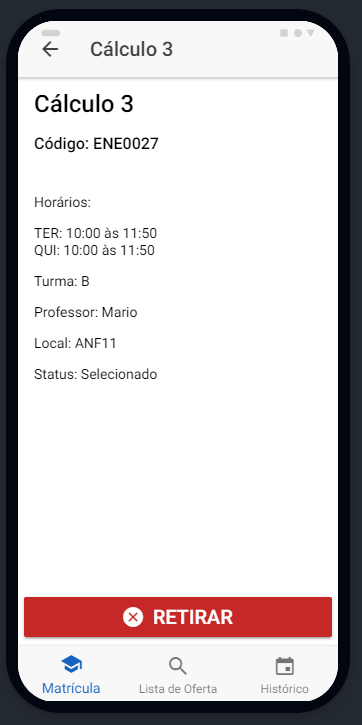 Cálculo 3
Cálculo 3
Código: ENE0027
Horários:
TER: 10:00 às 11:50
QUI: 10:00 às 11:50
Turma: B
Professor: Mario
Local: ANF11
Status: Selecionado
RETIRAR
Matrícula
Lista de Oferta
Histórico